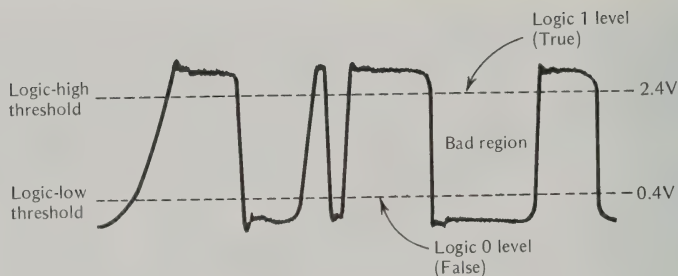 Logic 1 level
(True)
Logic-high
threshold
2.4V
Bad region
Logic-low
threshold
0.4V
Logic 0 level
(False)